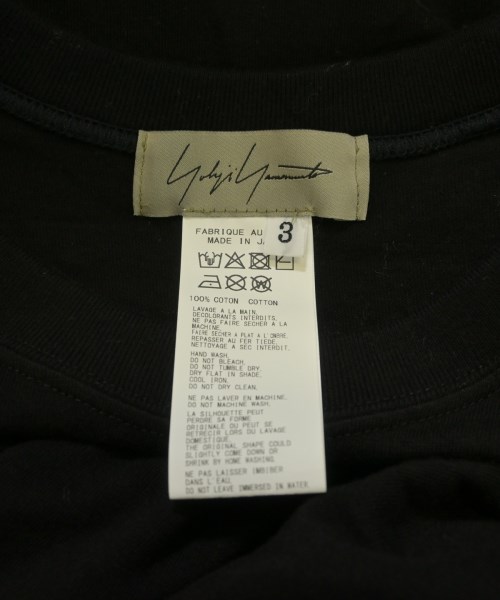 Yohji Yamamoto
FABRIQUE AU
MADE IN J
3
100% COTON COTTON
LAVAGE A LA MAIN.
DECOLORANTS INTERDITS.
NE PAS FAIRE SECHER A LA
MACHINE.
FAIRE SECHER A PLAT A L'OMBRE.
REPASSER AU FER TIEDE.
NETTOYAGE A SEC INTERDIT.
HAND WASH.
DO NOT BLEACH.
DO NOT TUMBLE DRY.
DRY FLAT IN SHADE.
COOL IRON.
DO NOT DRY CLEAN.
NE PAS LAVER EN MACHINE.
DO NOT MACHINE WASH.
LA SILHOUETTE PEUT
PERDRE SA FORME
ORIGINALE OU PEUT SE
RETRECIR LORS DU LAVAGE
DOMESTIQUE.
THE ORIGINAL SHAPE COULD
SLIGHTLY COME DOWN OR
SHRINK BY HOME WASHING.
NE PAS LAISSER IMBIBER
DANS L'EAU.
DO NOT LEAVE IMMERSED IN WATER.